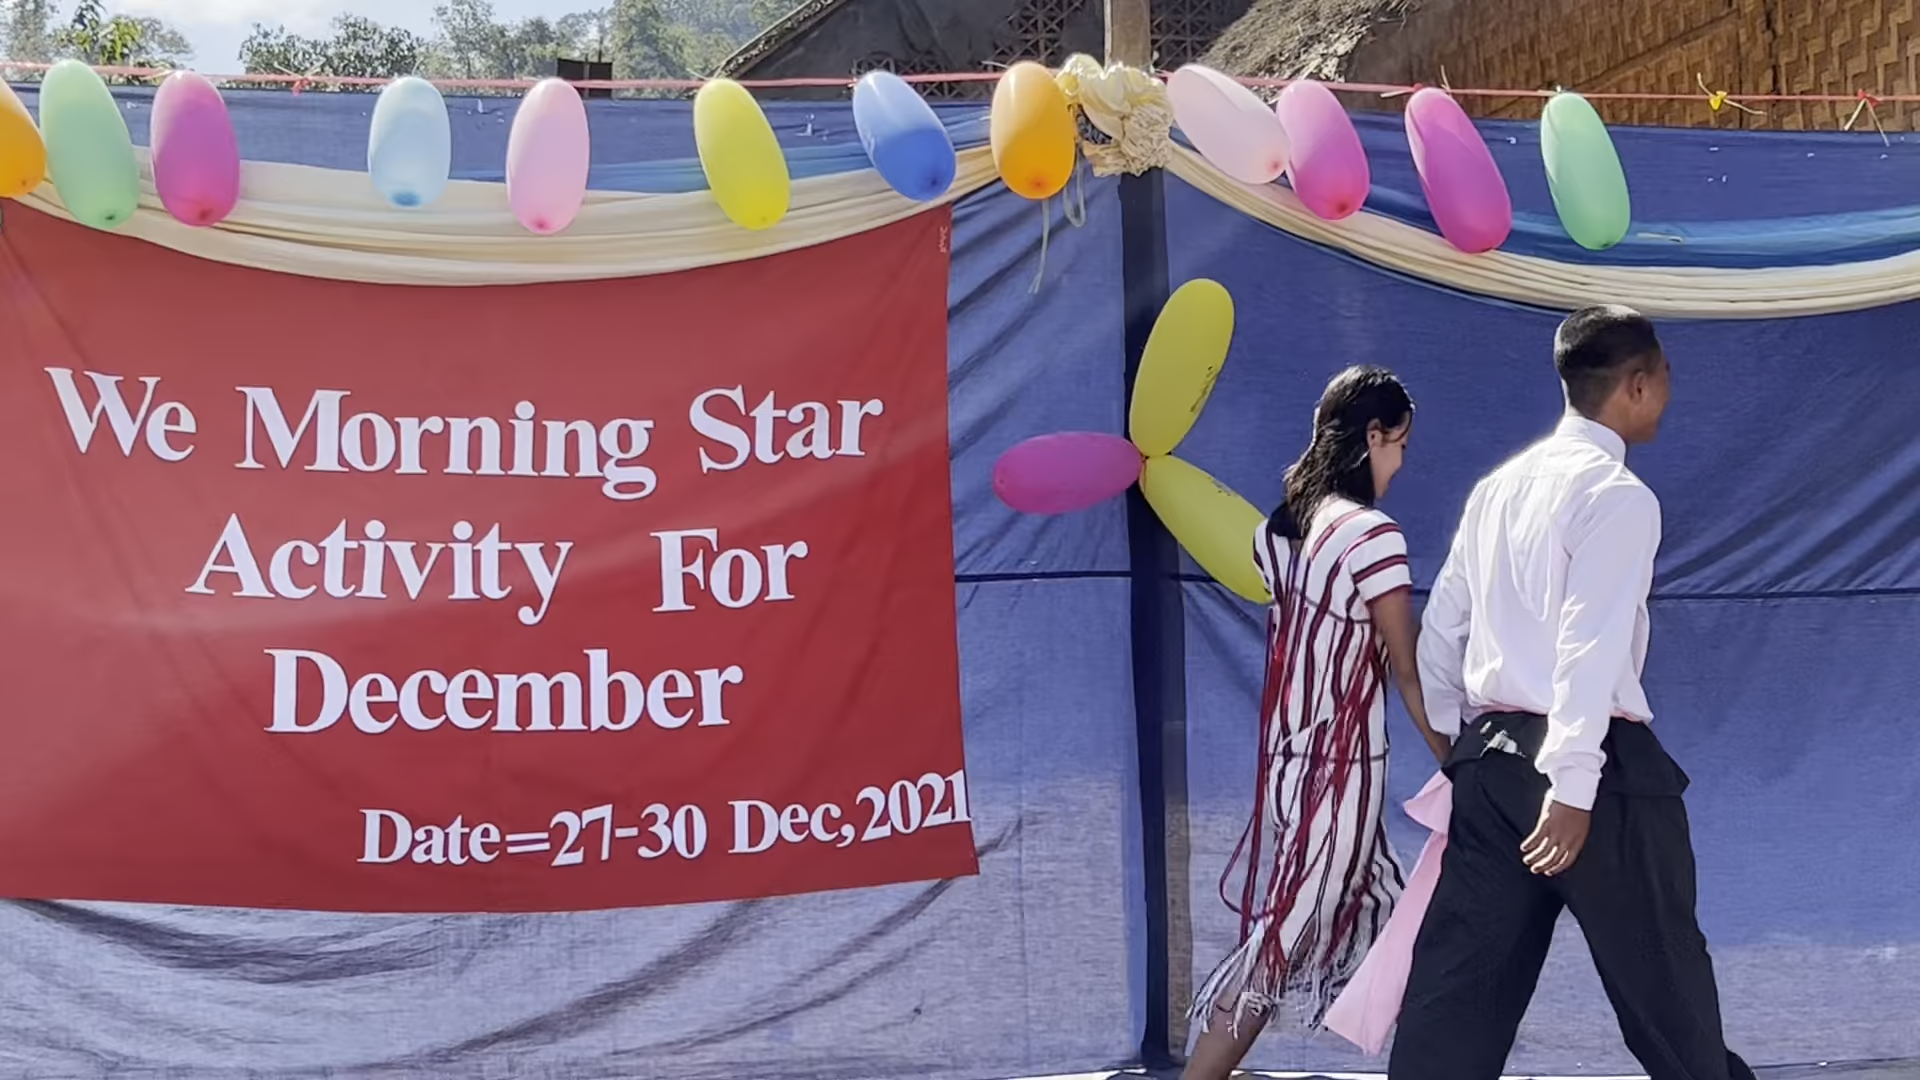 We Morning Star
Activity For
December
Date=27-30 Dec,2021